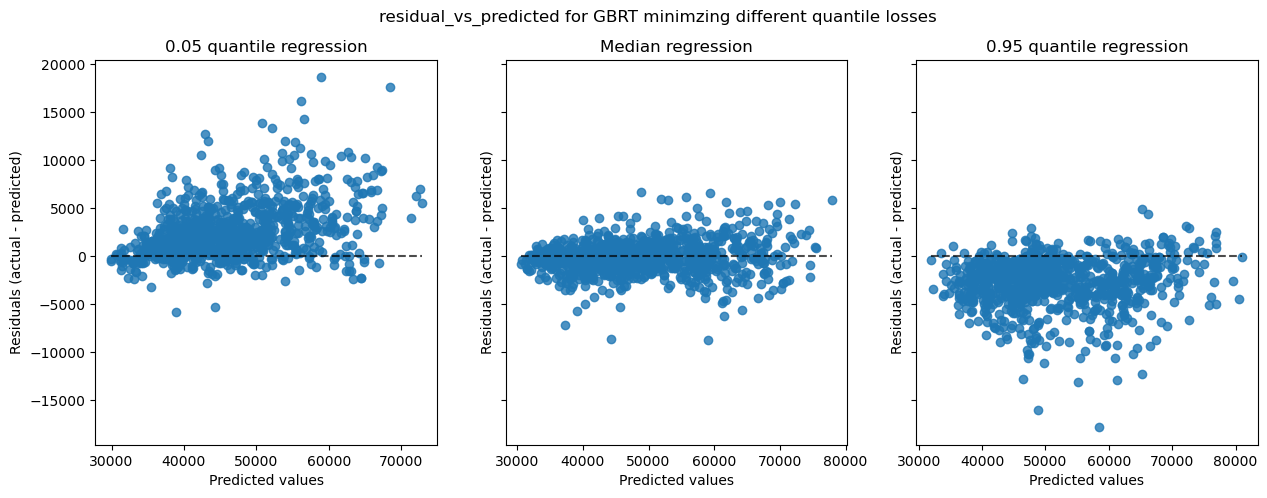 residual_vs_predicted for GBRT minimzing different quantile losses
0.05 quantile regression
Median regression
0.95 quantile regression
20000
15000
10000
5000
0
−5000
−10000
−15000
Residuals (actual - predicted)
Residuals (actual - predicted)
Residuals (actual - predicted)
30000 40000 50000 60000 70000
30000 40000 50000 60000 70000 80000
30000 40000 50000 60000 70000 80000
Predicted values
Predicted values
Predicted values